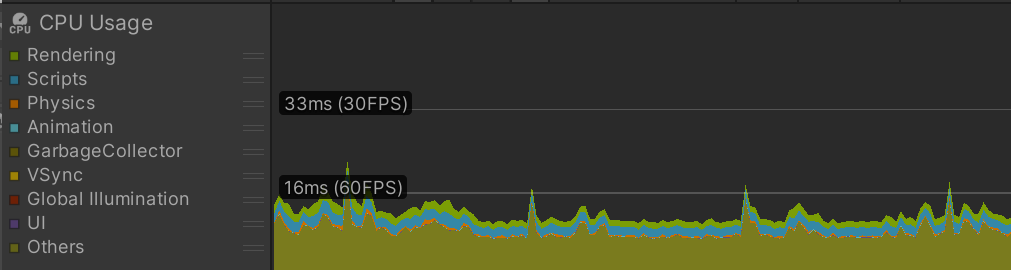 CPU
CPU Usage
Rendering
Scripts
Physics
Animation
GarbageCollector
VSync
Global Illumination
UI
Others
33ms (30FPS)
16ms (60FPS)